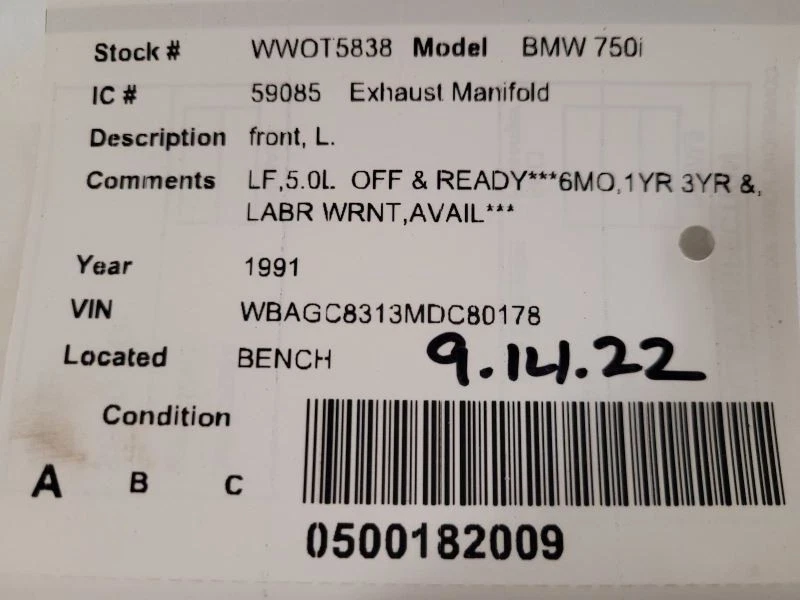 Stock # WWOT5838 Model BMW 750i
IC # 59085 Exhaust Manifold
Description front, L.
Comments LF,5.0L OFF & READY***6MO,1YR 3YR &,
LABR WRNT,AVAIL***
Year 1991
VIN WBAGC8313MDC80178
Located BENCH 9.14.22
Condition
A B C
0500182009